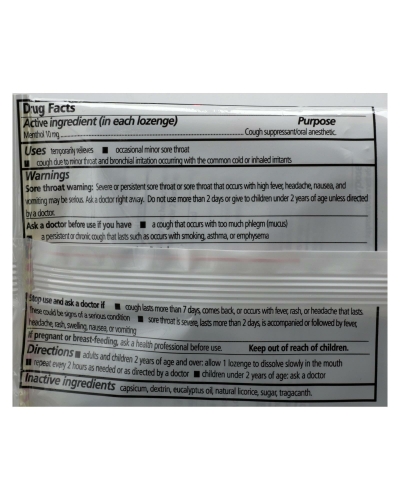 Drug Facts
Active ingredient (in each lozenge) Purpose
Menthol 10 mg Cough suppressant/oral anesthetic.
Uses temporarily relieves ■ occasional minor sore throat
■ cough due to minor throat and bronchial irritation occurring with the common cold or inhaled irritants
Warnings
Sore throat warning: Severe or persistent sore throat or sore throat that occurs with high fever, headache, nausea, and
vomiting may be serious. Ask a doctor right away. Do not use more than 2 days or give to children under 2 years of age unless directed
by a doctor.
Ask a doctor before use if you have ■ a cough that occurs with too much phlegm (mucus)
■ a persistent or chronic cough that lasts such as occurs with smoking, asthma, or emphysema
Stop use and ask a doctor if ■ cough lasts more than 7 days, comes back, or occurs with fever, rash, or headache that lasts.
These could be signs of a serious condition ■ sore throat is severe, lasts more than 2 days, is accompanied or followed by fever,
headache, rash, swelling, nausea, or vomiting
If pregnant or breast-feeding, ask a health professional before use. Keep out of reach of children.
Directions ■ adults and children 2 years of age and over: allow 1 lozenge to dissolve slowly in the mouth
■ repeat every 2 hours as needed or as directed by a doctor ■ children under 2 years of age: ask a doctor
Inactive ingredients capsicum, dextrin, eucalyptus oil, natural licorice, sugar, tragacanth.